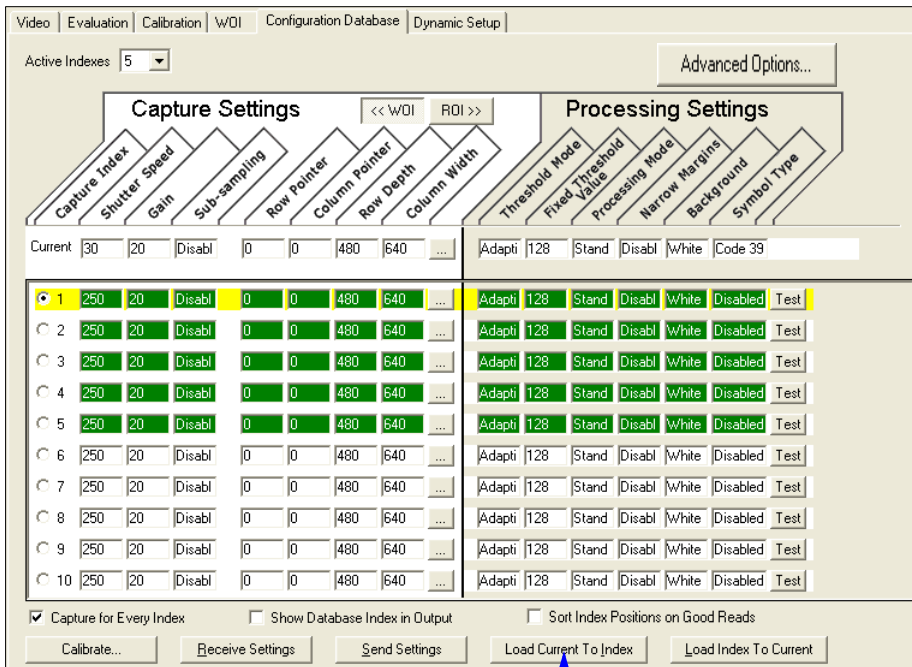 Video Evaluation Calibration WOI Configuration Database Dynamic Setup
Active Indexes 5 Advanced Options...
Capture Settings << WOI ROI >> Processing Settings
Capture Index Shutter Speed Gain Sub-sampling Row Pointer Column Pointer Row Depth Column Width Threshold Mode Fixed Threshold Value Processing Mode Narrow Margins Background Symbol Type
Current 30 20 Disabl 0 0 480 640 ... Adapti 128 Stand Disabl White Code 39
1 250 20 Disabl 0 0 480 640 ... Adapti 128 Stand Disabl White Disabled Test
2 250 20 Disabl 0 0 480 640 ... Adapti 128 Stand Disabl White Disabled Test
3 250 20 Disabl 0 0 480 640 ... Adapti 128 Stand Disabl White Disabled Test
4 250 20 Disabl 0 0 480 640 ... Adapti 128 Stand Disabl White Disabled Test
5 250 20 Disabl 0 0 480 640 ... Adapti 128 Stand Disabl White Disabled Test
6 250 20 Disabl 0 0 480 640 ... Adapti 128 Stand Disabl White Disabled Test
7 250 20 Disabl 0 0 480 640 ... Adapti 128 Stand Disabl White Disabled Test
8 250 20 Disabl 0 0 480 640 ... Adapti 128 Stand Disabl White Disabled Test
9 250 20 Disabl 0 0 480 640 ... Adapti 128 Stand Disabl White Disabled Test
10 250 20 Disabl 0 0 480 640 ... Adapti 128 Stand Disabl White Disabled Test
Capture for Every Index Show Database Index in Output Sort Index Positions on Good Reads
Calibrate... Receive Settings Send Settings Load Current To Index Load Index To Current